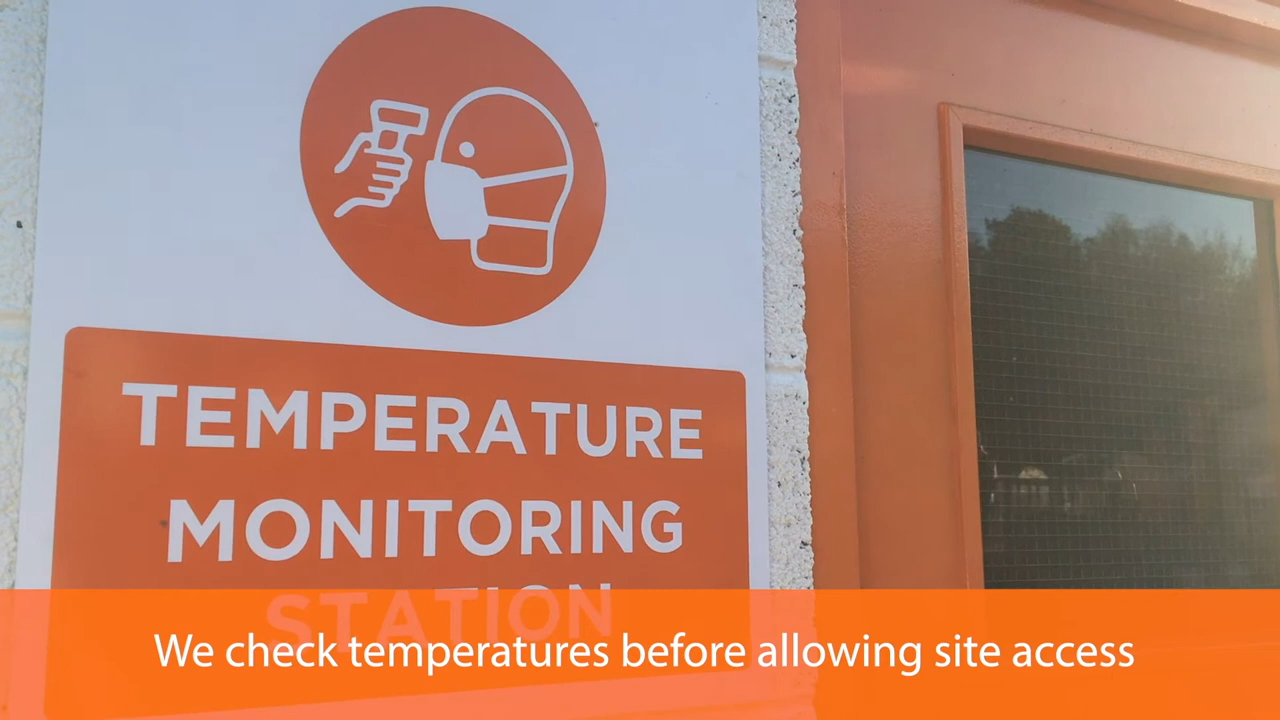 TEMPERATURE
MONITORING
STATION
We check temperatures before allowing site access